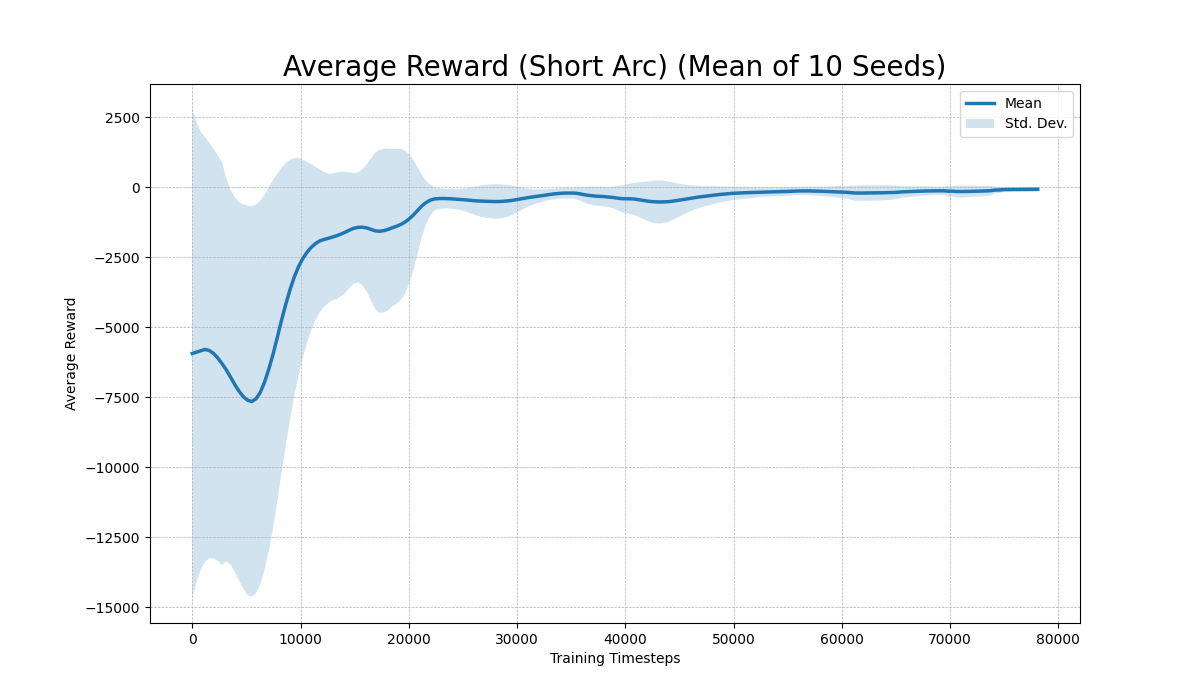 Average Reward (Short Arc) (Mean of 10 Seeds)
Mean
Std. Dev.
2500
0
−2500
−5000
−7500
−10000
−12500
−15000
Average Reward
0 10000 20000 30000 40000 50000 60000 70000 80000
Training Timesteps